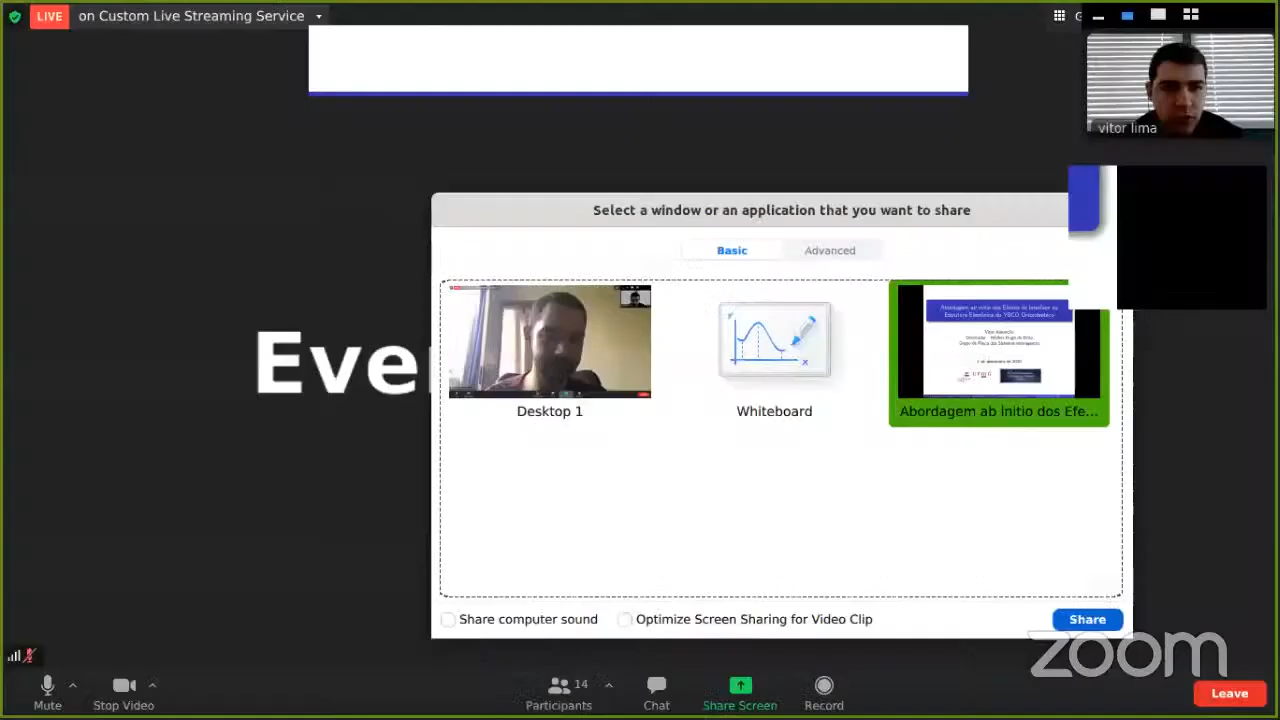 LIVE on Custom Live Streaming Service
vitor lima
Select a window or an application that you want to share
Basic Advanced
Eve
Desktop 1
Whiteboard
Abordagem ab initio dos Efe...
Share computer sound
Optimize Screen Sharing for Video Clip
Share
zoom
Mute
Stop Video
14
Participants
Chat
Share Screen
Record
Leave